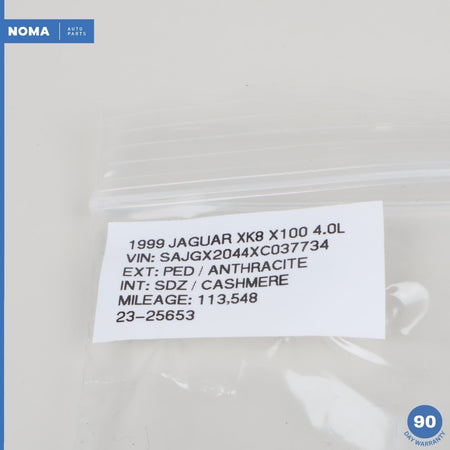 NOMA AUTO
PARTS
1999 JAGUAR XK8 X100 4.0L
VIN: SAJGX2044XC037734
EXT: PED / ANTHRACITE
INT: SDZ / CASHMERE
MILEAGE: 113,548
23-25653
90
DAY WARRANTY